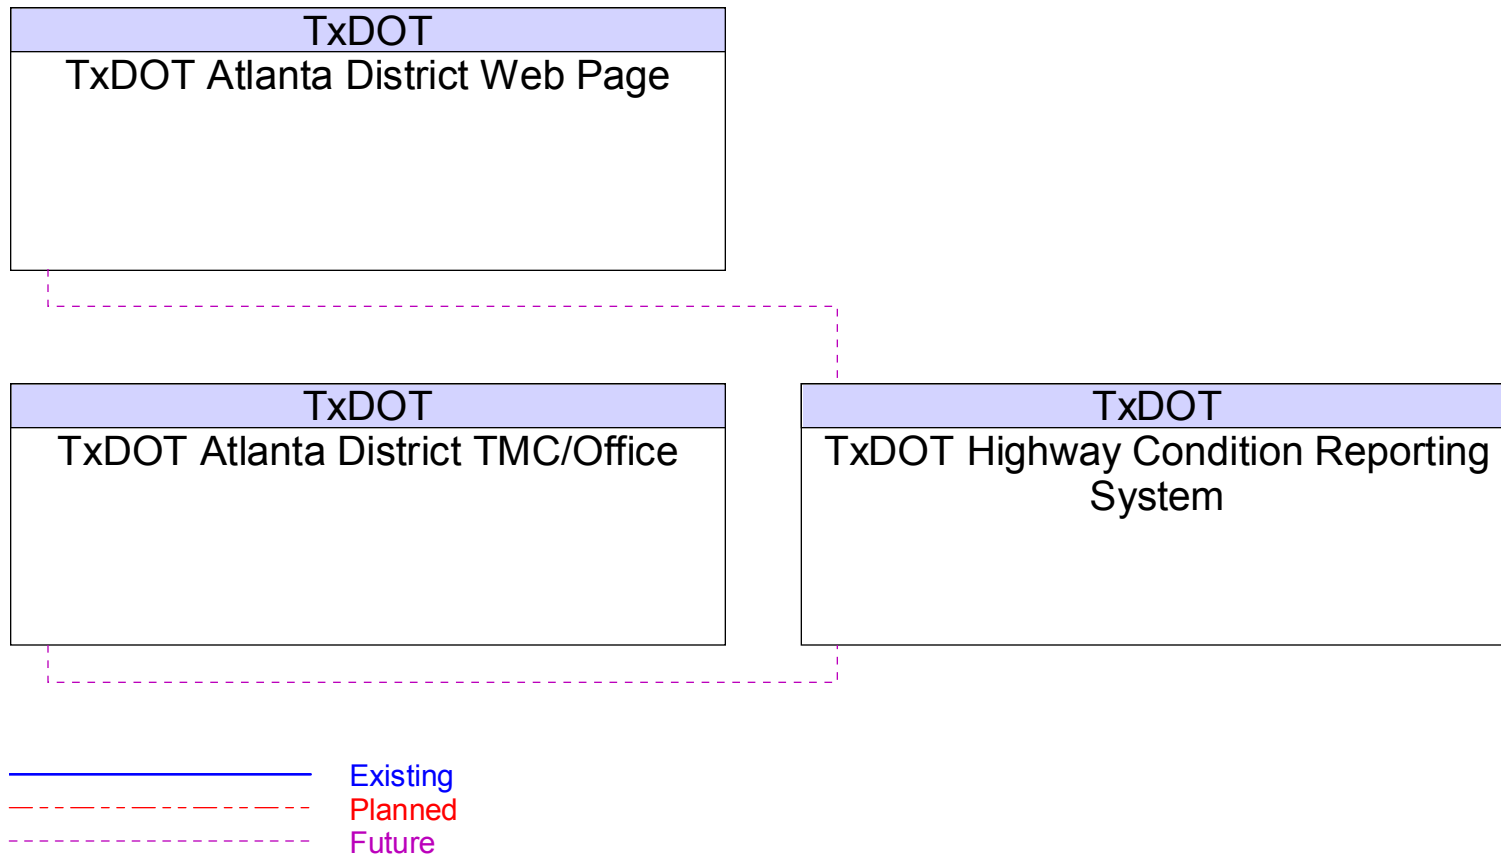 TxDOT
TxDOT Atlanta District Web Page
TxDOT
TxDOT Atlanta District TMC/Office
TxDOT
TxDOT Highway Condition Reporting
System
Existing
Planned
Future